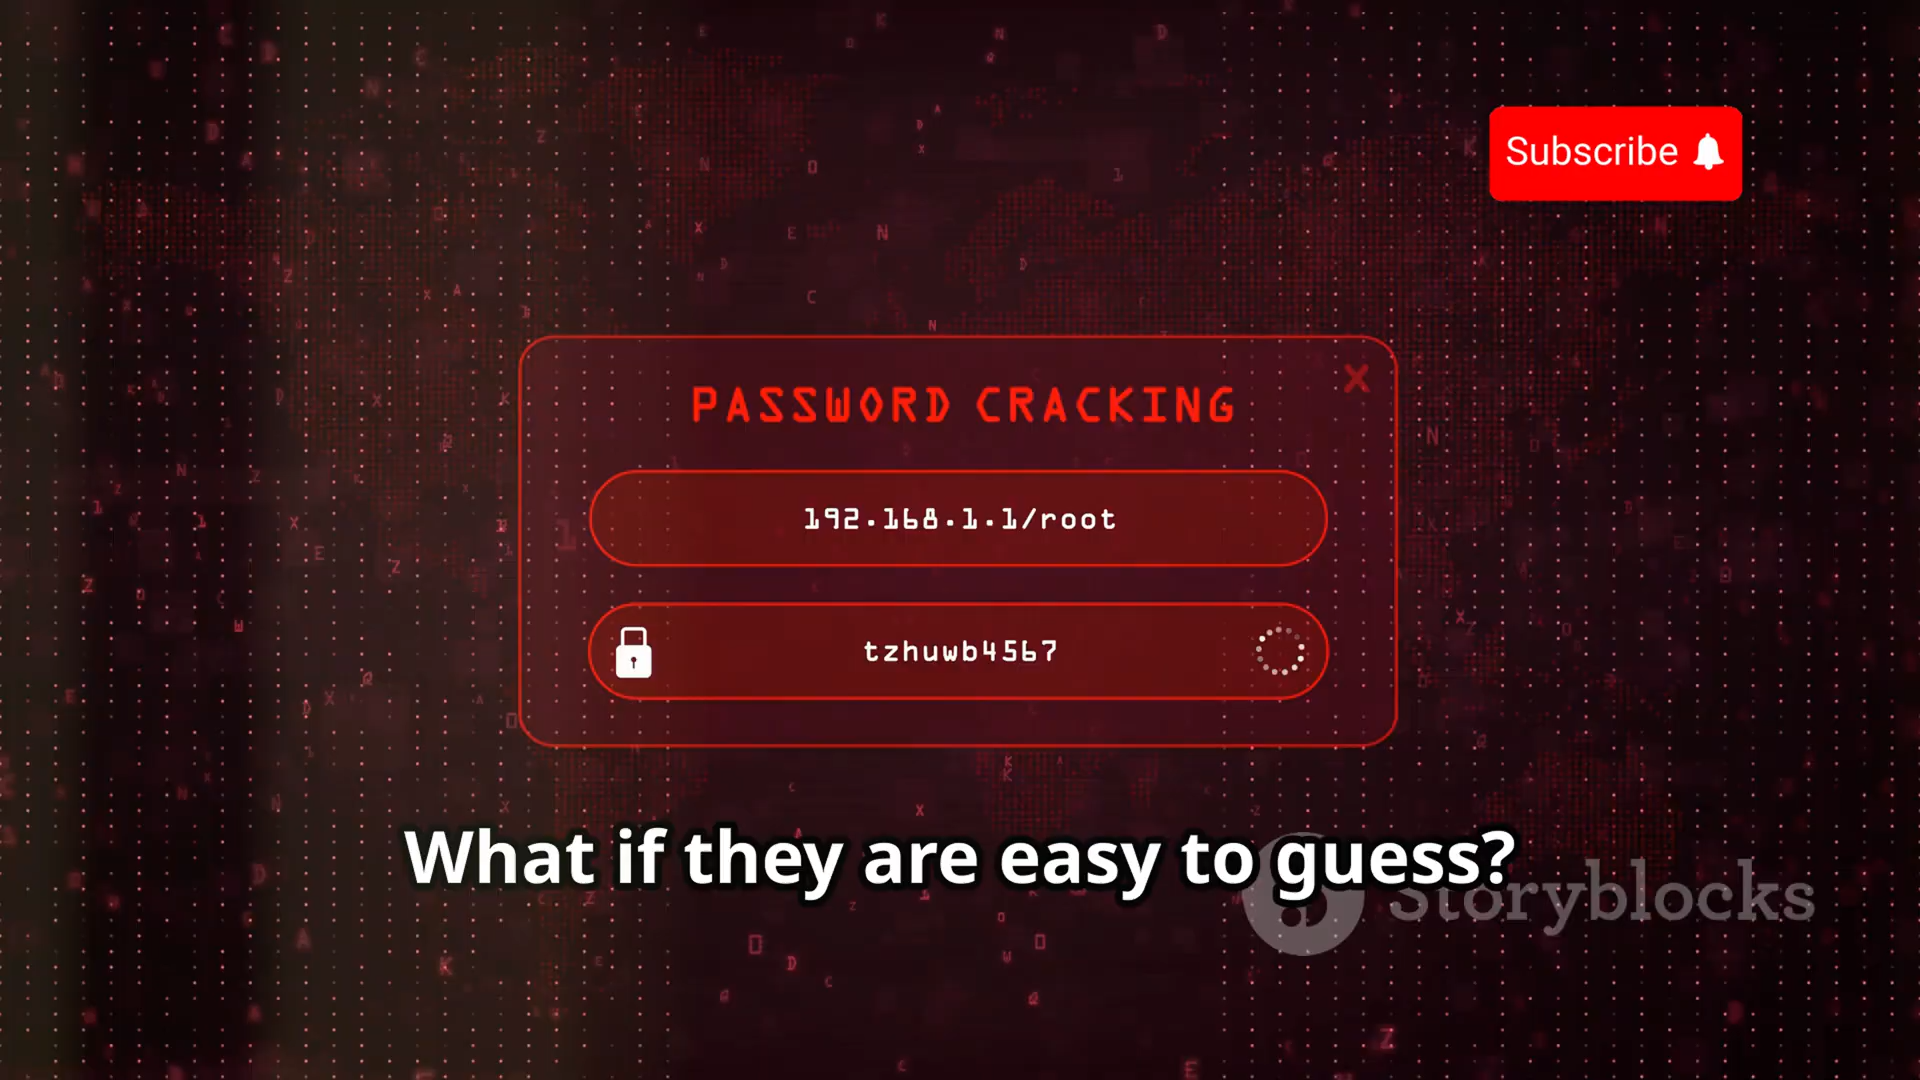 Subscribe
PASSWORD CRACKING
X
192.168.1.1/root
tzhuwb4567
What if they are easy to guess?
Storyblocks